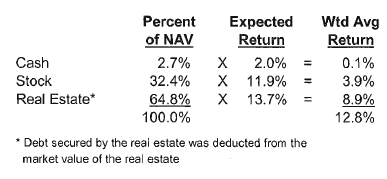 Percent Expected Wtd Avg
of NAV Return Return
Cash 2.7% X 2.0% = 0.1%
Stock 32.4% X 11.9% = 3.9%
Real Estate* 64.8% X 13.7% = 8.9%
100.0% 12.8%
* Debt secured by the real estate was deducted from the
market value of the real estate